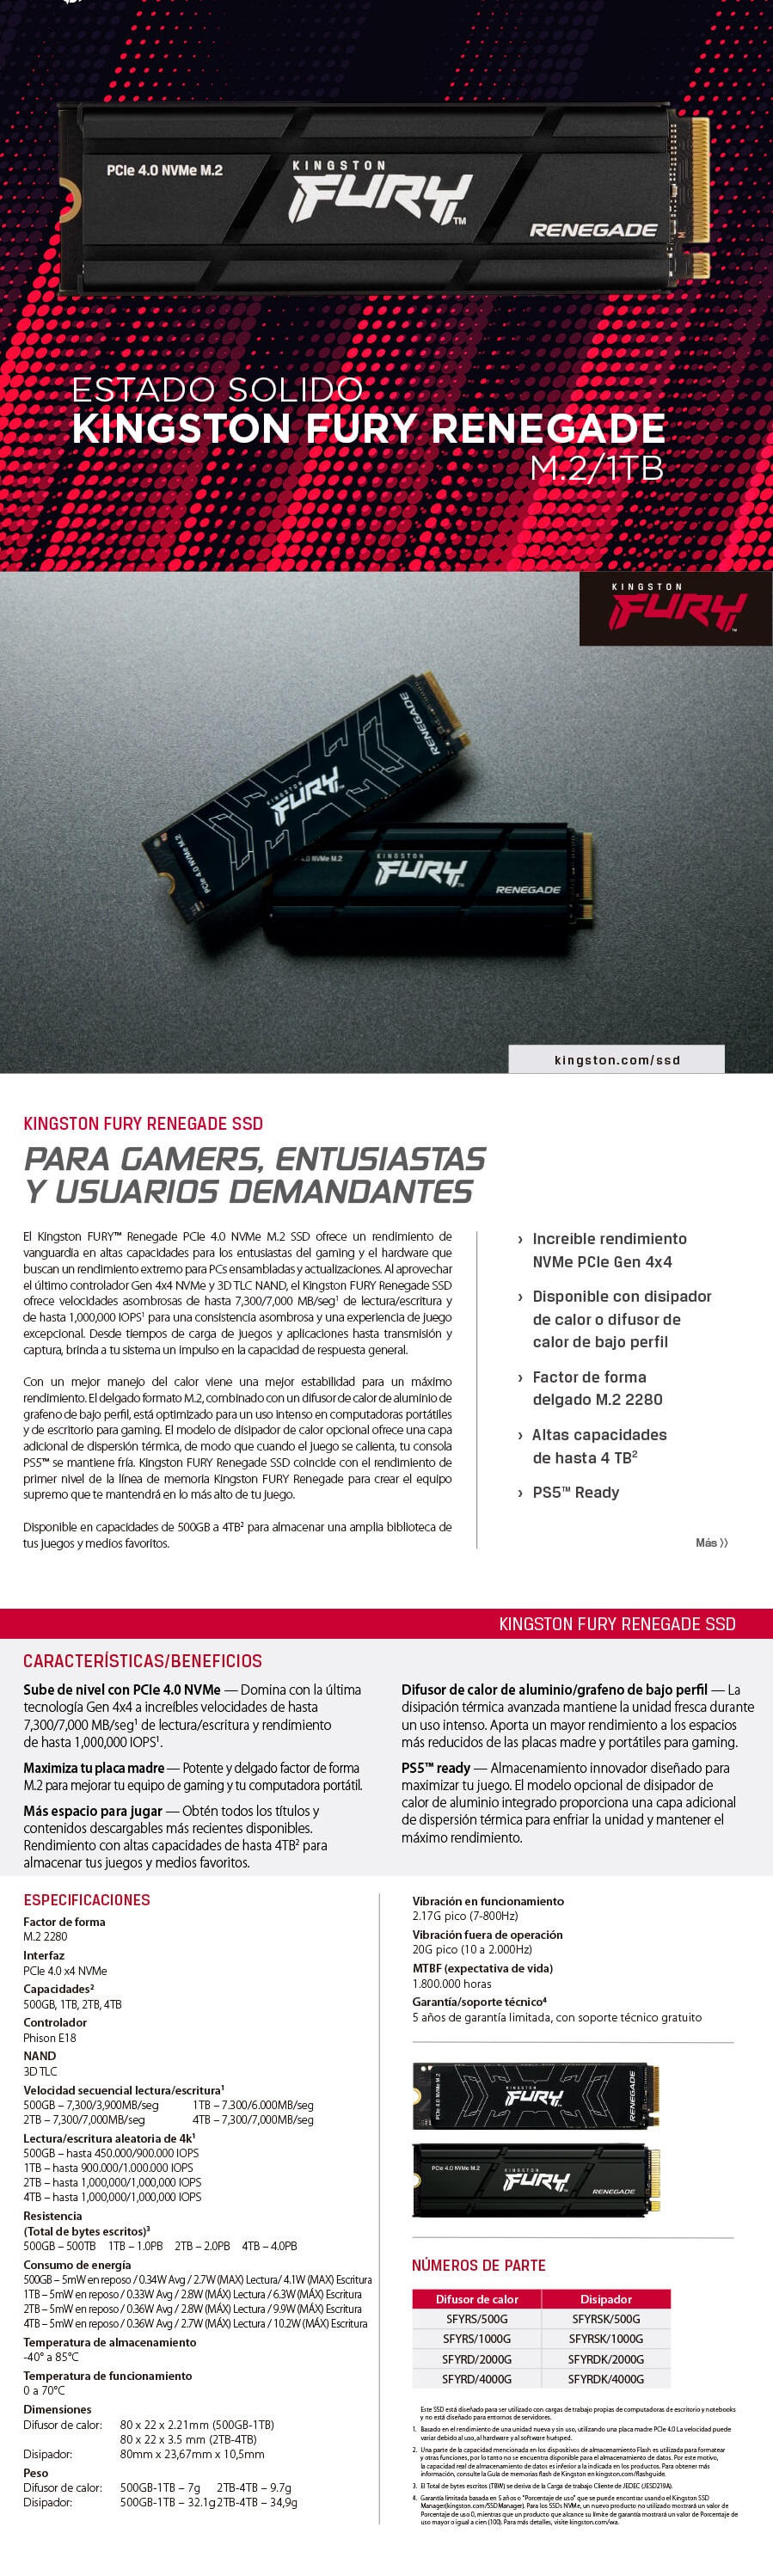 PCIe 4.0 NVMe M.2
KINGSTON
FURY
TM
RENEGADE
ESTADO SOLIDO
KINGSTON FURY RENEGADE
M.2/1TB
KINGSTON
FURY
RENEGADE
KINGSTON
FURY
PCIe 4.0 NVMe M.2
4.0 NVMe M.2
KINGSTON
FURY
RENEGADE
kingston.com/ssd
KINGSTON FURY RENEGADE SSD
PARA GAMERS, ENTUSIASTAS
Y USUARIOS DEMANDANTES
El Kingston FURY™ Renegade PCIe 4.0 NVMe M.2 SSD ofrece un rendimiento de
vanguardia en altas capacidades para los entusiastas del gaming y el hardware que
buscan un rendimiento extremo para PCs ensambladas y actualizaciones. Al aprovechar
el último controlador Gen 4x4 NVMe y 3D TLC NAND, el Kingston FURY Renegade SSD
ofrece velocidades asombrosas de hasta 7,300/7,000 MB/seg¹ de lectura/escritura y
de hasta 1,000,000 IOPS¹ para una consistencia asombrosa y una experiencia de juego
excepcional. Desde tiempos de carga de juegos y aplicaciones hasta transmisión y
captura, brinda a tu sistema un impulso en la capacidad de respuesta general.
Con un mejor manejo del calor viene una mejor estabilidad para un máximo
rendimiento. El delgado formato M.2, combinado con un difusor de calor de aluminio de
grafeno de bajo perfil, está optimizado para un uso intenso en computadoras portátiles
y de escritorio para gaming. El modelo de disipador de calor opcional ofrece una capa
adicional de dispersión térmica, de modo que cuando el juego se calienta, tu consola
PS5™ se mantiene fría. Kingston FURY Renegade SSD coincide con el rendimiento de
primer nivel de la línea de memoria Kingston FURY Renegade para crear el equipo
supremo que te mantendrá en lo más alto de tu juego.
Disponible en capacidades de 500GB a 4TB² para almacenar una amplia biblioteca de
tus juegos y medios favoritos.
› Increible rendimiento
NVMe PCIe Gen 4x4
› Disponible con disipador
de calor o difusor de
calor de bajo perfil
› Factor de forma
delgado M.2 2280
› Altas capacidades
de hasta 4 TB²
› PS5™ Ready
Más ⟩⟩
KINGSTON FURY RENEGADE SSD
CARACTERÍSTICAS/BENEFICIOS
Sube de nivel con PCIe 4.0 NVMe — Domina con la última
tecnología Gen 4x4 a increíbles velocidades de hasta
7,300/7,000 MB/seg¹ de lectura/escritura y rendimiento
de hasta 1,000,000 IOPS¹.
Maximiza tu placa madre — Potente y delgado factor de forma
M.2 para mejorar tu equipo de gaming y tu computadora portátil.
Más espacio para jugar — Obtén todos los títulos y
contenidos descargables más recientes disponibles.
Rendimiento con altas capacidades de hasta 4TB² para
almacenar tus juegos y medios favoritos.
Difusor de calor de aluminio/grafeno de bajo perfil — La
disipación térmica avanzada mantiene la unidad fresca durante
un uso intenso. Aporta un mayor rendimiento a los espacios
más reducidos de las placas madre y portátiles para gaming.
PS5™ ready — Almacenamiento innovador diseñado para
maximizar tu juego. El modelo opcional de disipador de
calor de aluminio integrado proporciona una capa adicional
de dispersión térmica para enfriar la unidad y mantener el
máximo rendimiento.
ESPECIFICACIONES
Factor de forma
M.2 2280
Interfaz
PCIe 4.0 x4 NVMe
Capacidades²
500GB, 1TB, 2TB, 4TB
Controlador
Phison E18
NAND
3D TLC
Velocidad secuencial lectura/escritura¹
500GB – 7,300/3,900MB/seg 1TB – 7.300/6.000MB/seg
2TB – 7,300/7,000MB/seg 4TB – 7,300/7,000MB/seg
Lectura/escritura aleatoria de 4k¹
500GB – hasta 450.000/900.000 IOPS
1TB – hasta 900.000/1.000.000 IOPS
2TB – hasta 1,000,000/1,000,000 IOPS
4TB – hasta 1,000,000/1,000,000 IOPS
Resistencia
(Total de bytes escritos)³
500GB – 500TB 1TB – 1.0PB 2TB – 2.0PB 4TB – 4.0PB
Consumo de energía
500GB – 5mW en reposo / 0.34W Avg / 2.7W (MAX) Lectura/ 4.1W (MAX) Escritura
1TB – 5mW en reposo / 0.33W Avg / 2.8W (MÁX) Lectura / 6.3W (MÁX) Escritura
2TB – 5mW en reposo / 0.36W Avg / 2.8W (MÁX) Lectura / 9.9W (MÁX) Escritura
4TB – 5mW en reposo / 0.36W Avg / 2.7W (MÁX) Lectura / 10.2W (MÁX) Escritura
Temperatura de almacenamiento
-40° a 85°C
Temperatura de funcionamiento
0 a 70°C
Dimensiones
Difusor de calor: 80 x 22 x 2.21mm (500GB-1TB)
80 x 22 x 3.5 mm (2TB-4TB)
Disipador: 80mm x 23,67mm x 10,5mm
Peso
Difusor de calor: 500GB-1TB – 7g 2TB-4TB – 9.7g
Disipador: 500GB-1TB – 32.1g 2TB-4TB – 34,9g
Vibración en funcionamiento
2.17G pico (7-800Hz)
Vibración fuera de operación
20G pico (10 a 2.000Hz)
MTBF (expectativa de vida)
1.800.000 horas
Garantía/soporte técnico⁴
5 años de garantía limitada, con soporte técnico gratuito
PCIe 4.0 NVMe M.2
KINGSTON
FURY
RENEGADE
PCIe 4.0 NVMe M.2
KINGSTON
FURY
RENEGADE
NÚMEROS DE PARTE
Difusor de calor Disipador
SFYRS/500G SFYRSK/500G
SFYRS/1000G SFYRSK/1000G
SFYRD/2000G SFYRDK/2000G
SFYRD/4000G SFYRDK/4000G
Este SSD está diseñado para ser utilizado con cargas de trabajo propias de computadoras de escritorio y notebooks
y no está diseñado para entornos de servidores.
1. Basado en el rendimiento de una unidad nueva y sin uso, utilizando una placa madre PCIe 4.0 La velocidad puede
variar debido al uso, al hardware y al software huésped.
2. Una parte de la capacidad mencionada en los dispositivos de almacenamiento Flash es utilizada para formatear
y otras funciones, por lo tanto no se encuentra disponible para el almacenamiento de datos. Por este motivo,
la capacidad real de almacenamiento de datos es inferior a la indicada en los productos. Para obtener más
información, consulte la Guía de memorias flash de Kingston en kingston.com/flashguide.
3. El Total de bytes escritos (TBW) se deriva de la Carga de trabajo Cliente de JEDEC (JESD219A).
4. Garantía limitada basada en 5 años o "Porcentaje de uso" que se puede encontrar usando el Kingston SSD
Manager(kingston.com/SSDManager). Para los SSDs NVMe, un nuevo producto no utilizado mostrará un valor de
Porcentaje de uso 0, mientras que un producto que alcance su límite de garantía mostrará un valor de Porcentaje de
uso mayor o igual a cien (100). Para más detalles, visite kingston.com/wa.